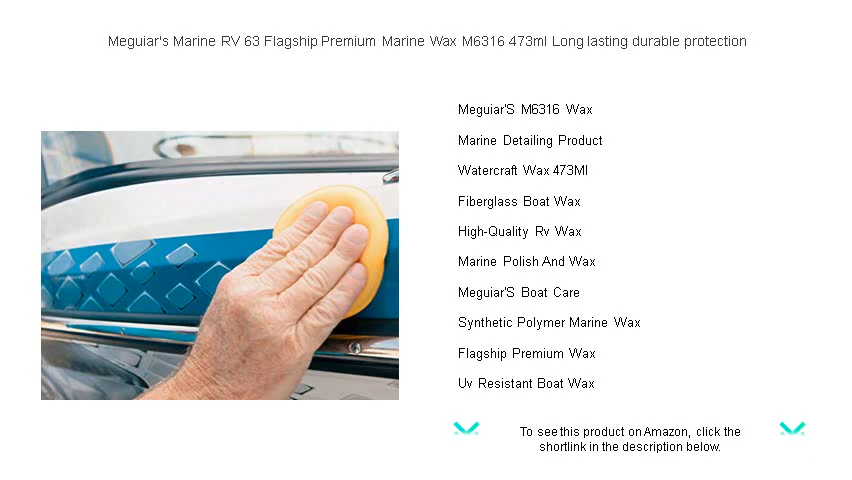 Meguiar's Marine RV 63 Flagship Premium Marine Wax M6316 473ml Long lasting durable protection
Meguiar'S M6316 Wax
Marine Detailing Product
Watercraft Wax 473Ml
Fiberglass Boat Wax
High-Quality Rv Wax
Marine Polish And Wax
Meguiar'S Boat Care
Synthetic Polymer Marine Wax
Flagship Premium Wax
Uv Resistant Boat Wax
To see this product on Amazon, click the
shortlink in the description below.